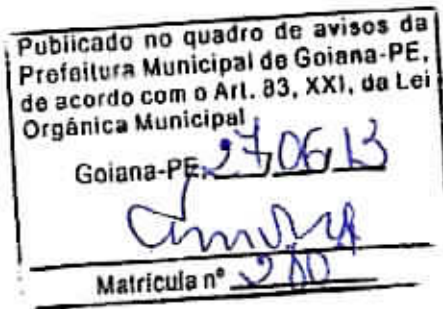 Publicado no quadro de avisos da
Prefeitura Municipal de Goiana-PE,
de acordo com o Art. 83, XXI, da Lei
Orgânica Municipal
Goiana-PE, 27/06/13
Matrícula nº